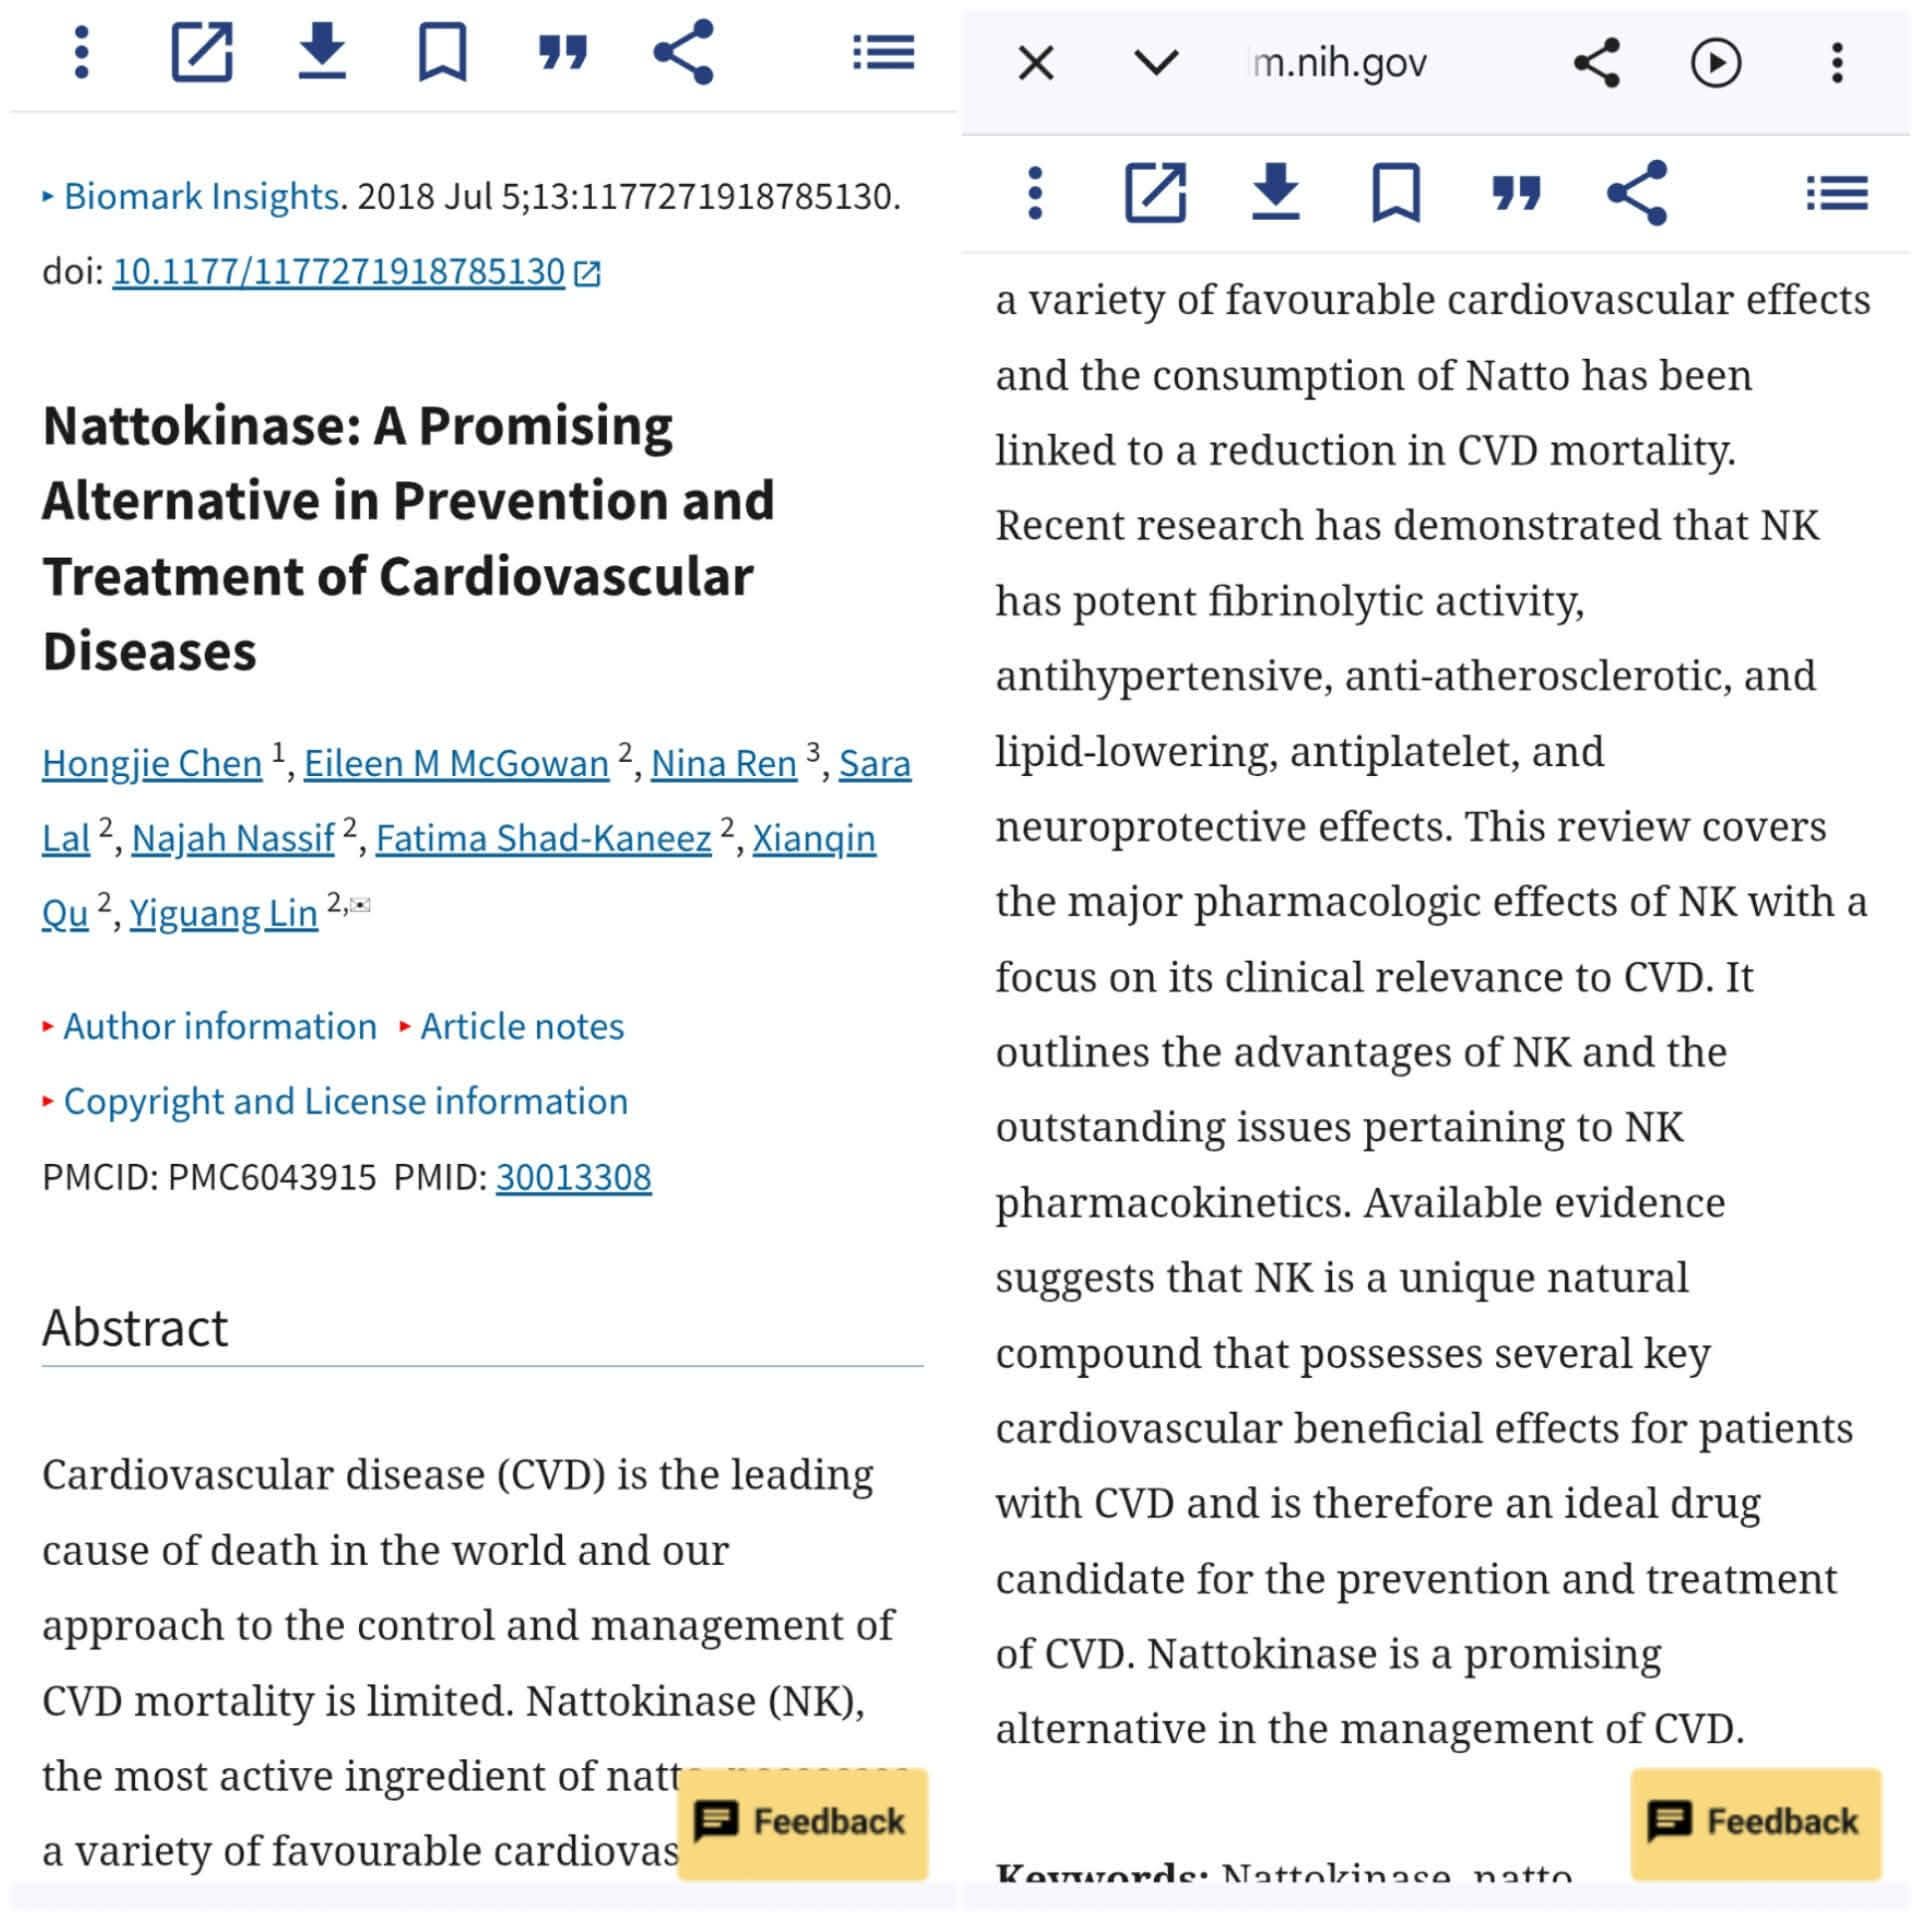 Biomark Insights. 2018 Jul 5;13:1177271918785130.
doi: 10.1177/1177271918785130
Nattokinase: A Promising
Alternative in Prevention and
Treatment of Cardiovascular
Diseases
Hongjie Chen 1, Eileen M McGowan 2, Nina Ren 3, Sara
Lal 2, Najah Nassif 2, Fatima Shad-Kaneez 2, Xianqin
Qu 2, Yiguang Lin 2,✉
Author information Article notes
Copyright and License information
PMCID: PMC6043915 PMID: 30013308
Abstract
Cardiovascular disease (CVD) is the leading
cause of death in the world and our
approach to the control and management of
CVD mortality is limited. Nattokinase (NK),
the most active ingredient of natto, possesses
a variety of favourable cardiovas
Feedback
m.nih.gov
a variety of favourable cardiovascular effects
and the consumption of Natto has been
linked to a reduction in CVD mortality.
Recent research has demonstrated that NK
has potent fibrinolytic activity,
antihypertensive, anti-atherosclerotic, and
lipid-lowering, antiplatelet, and
neuroprotective effects. This review covers
the major pharmacologic effects of NK with a
focus on its clinical relevance to CVD. It
outlines the advantages of NK and the
outstanding issues pertaining to NK
pharmacokinetics. Available evidence
suggests that NK is a unique natural
compound that possesses several key
cardiovascular beneficial effects for patients
with CVD and is therefore an ideal drug
candidate for the prevention and treatment
of CVD. Nattokinase is a promising
alternative in the management of CVD.
Feedback
Keywords: Nattokinase, natto